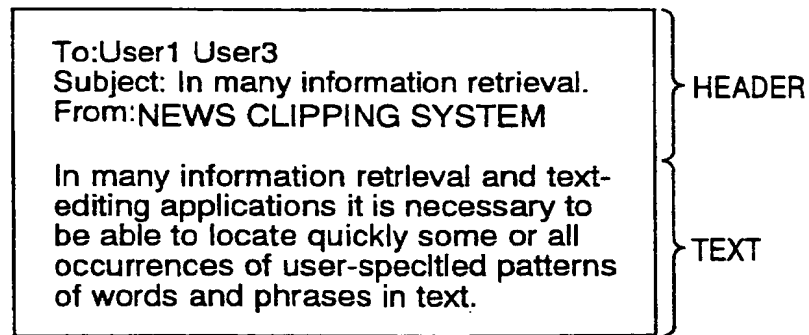 To:User1 User3
Subject: In many information retrieval.
From:NEWS CLIPPING SYSTEM
HEADER
In many information retrleval and text-
editing applications it is necessary to
be able to locate quickly some or all
occurrences of user-specltled patterns
of words and phrases in text.
TEXT